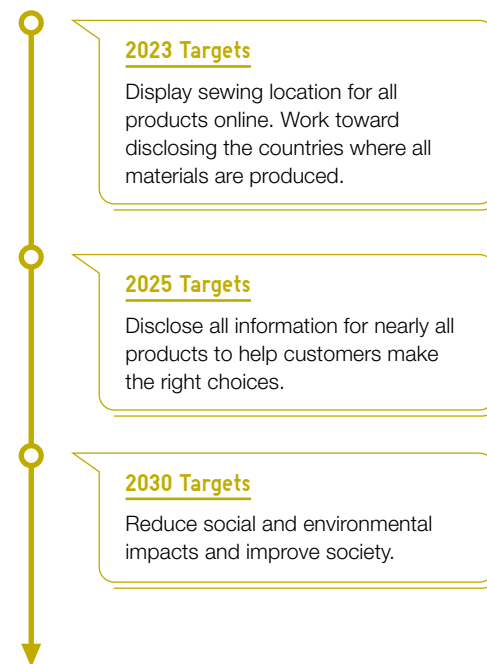 2023 Targets
Display sewing location for all
products online. Work toward
disclosing the countries where all
materials are produced.
2025 Targets
Disclose all information for nearly all
products to help customers make
the right choices.
2030 Targets
Reduce social and environmental
impacts and improve society.